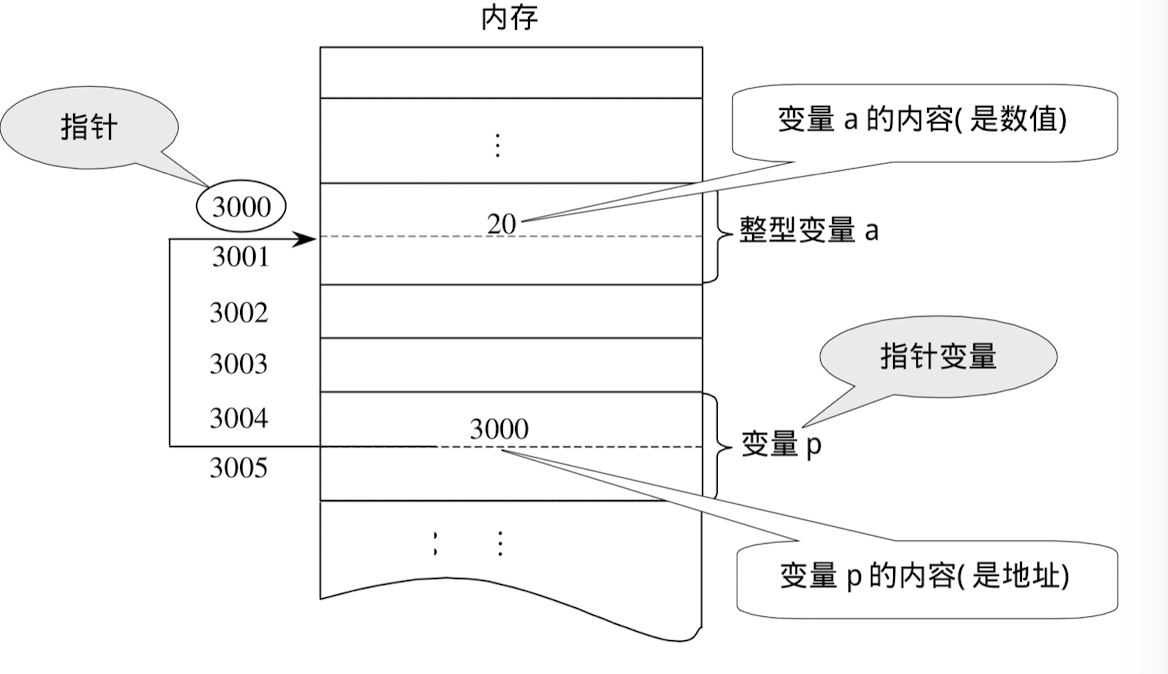 内存
指针
变量 a 的内容( 是数值)
3000
20
整型变量 a
3001
3002
3003
指针变量
3004
3000
变量 p
3005
变量 p 的内容( 是地址)